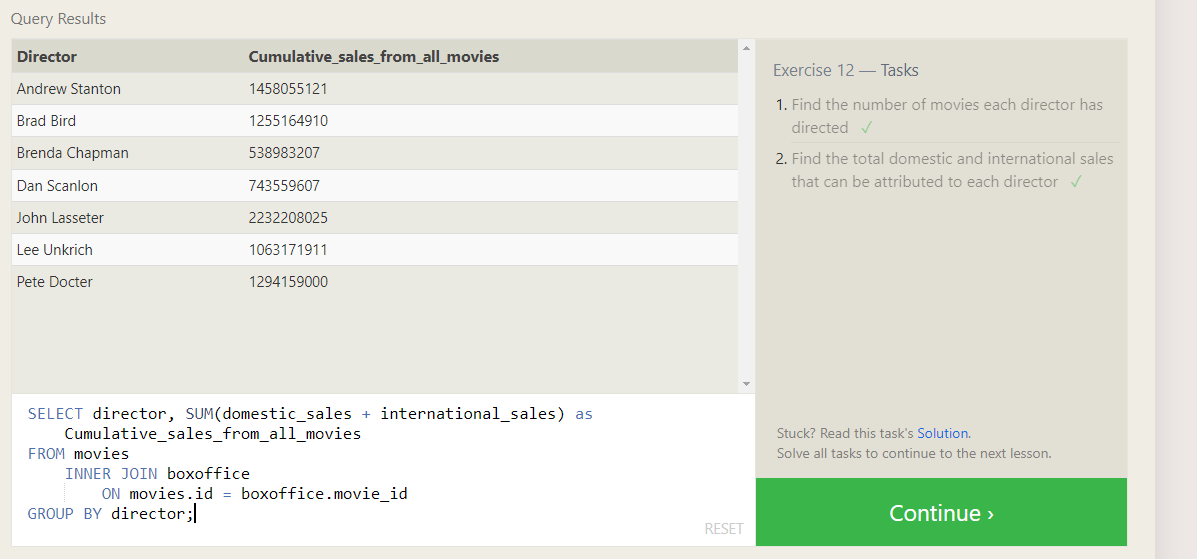 Query Results
Director Cumulative_sales_from_all_movies
Andrew Stanton 1458055121
Brad Bird 1255164910
Brenda Chapman 538983207
Dan Scanlon 743559607
John Lasseter 2232208025
Lee Unkrich 1063171911
Pete Docter 1294159000
SELECT director, SUM(domestic_sales + international_sales) as
Cumulative_sales_from_all_movies
FROM movies
INNER JOIN boxoffice
ON movies.id = boxoffice.movie_id
GROUP BY director;
RESET
Exercise 12 — Tasks
1. Find the number of movies each director has
directed ✓
2. Find the total domestic and international sales
that can be attributed to each director ✓
Stuck? Read this task's Solution.
Solve all tasks to continue to the next lesson.
Continue ›